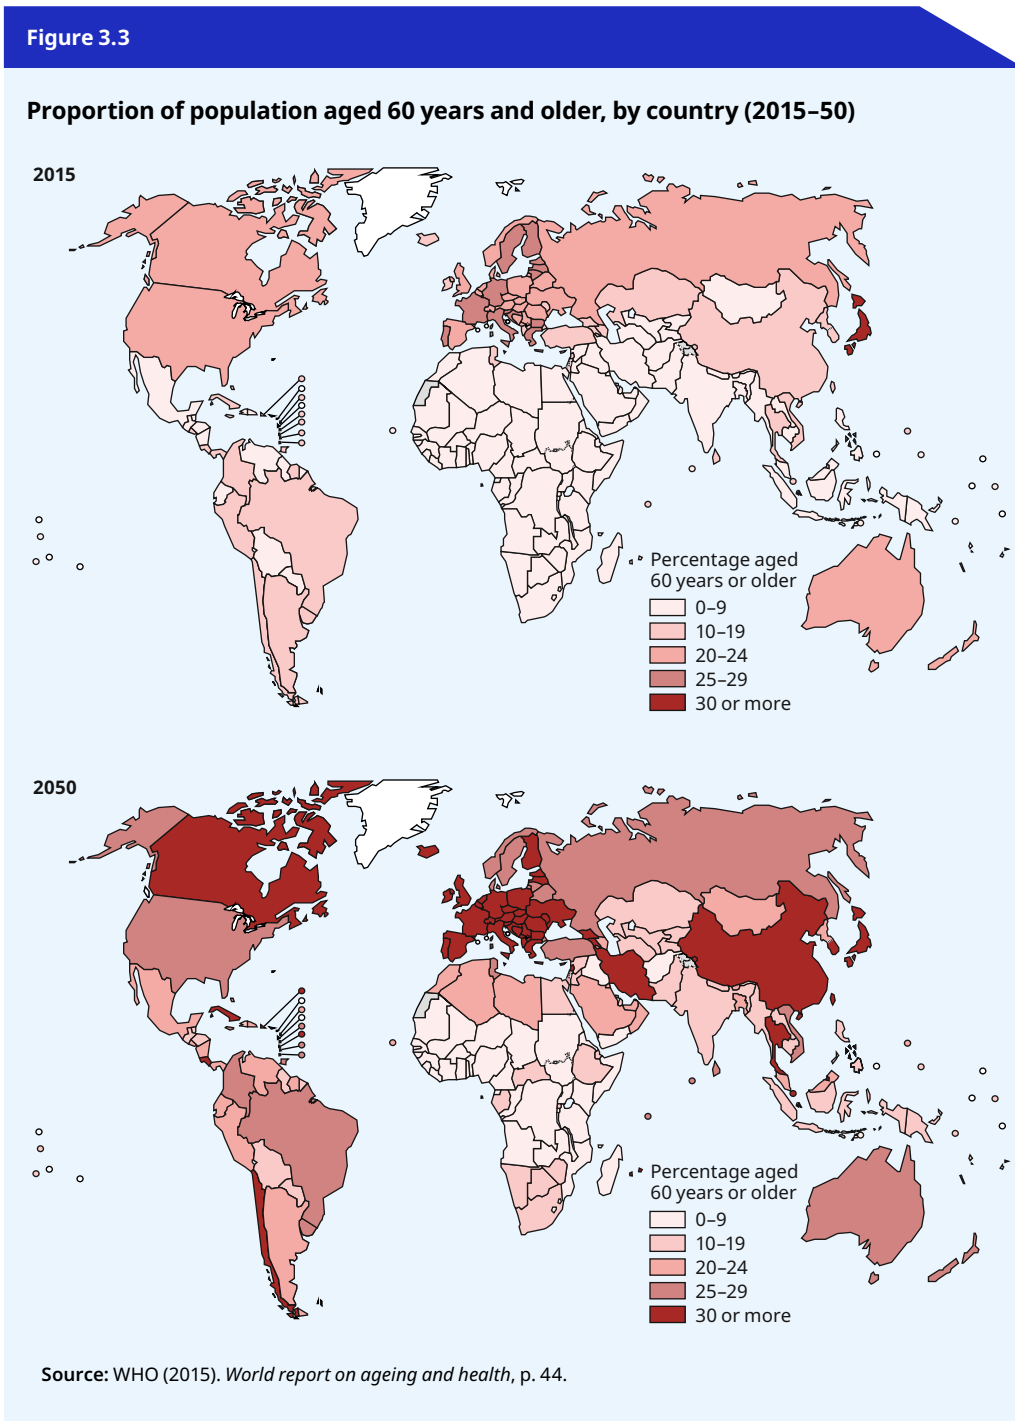 Figure 3.3
Proportion of population aged 60 years and older, by country (2015–50)
2015
Percentage aged
60 years or older
0–9
10–19
20–24
25–29
30 or more
2050
Percentage aged
60 years or older
0–9
10–19
20–24
25–29
30 or more
Source: WHO (2015). World report on ageing and health, p. 44.